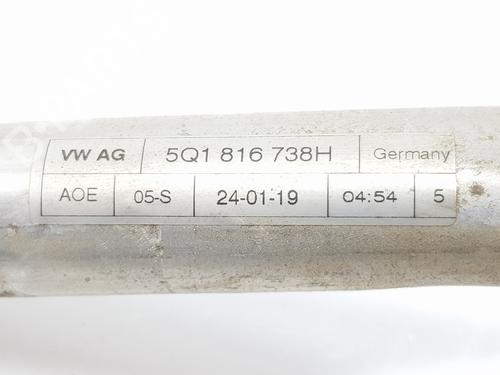 VW AG 5Q1 816 738H Germany
AOE 05-S 24-01-19 04:54 5